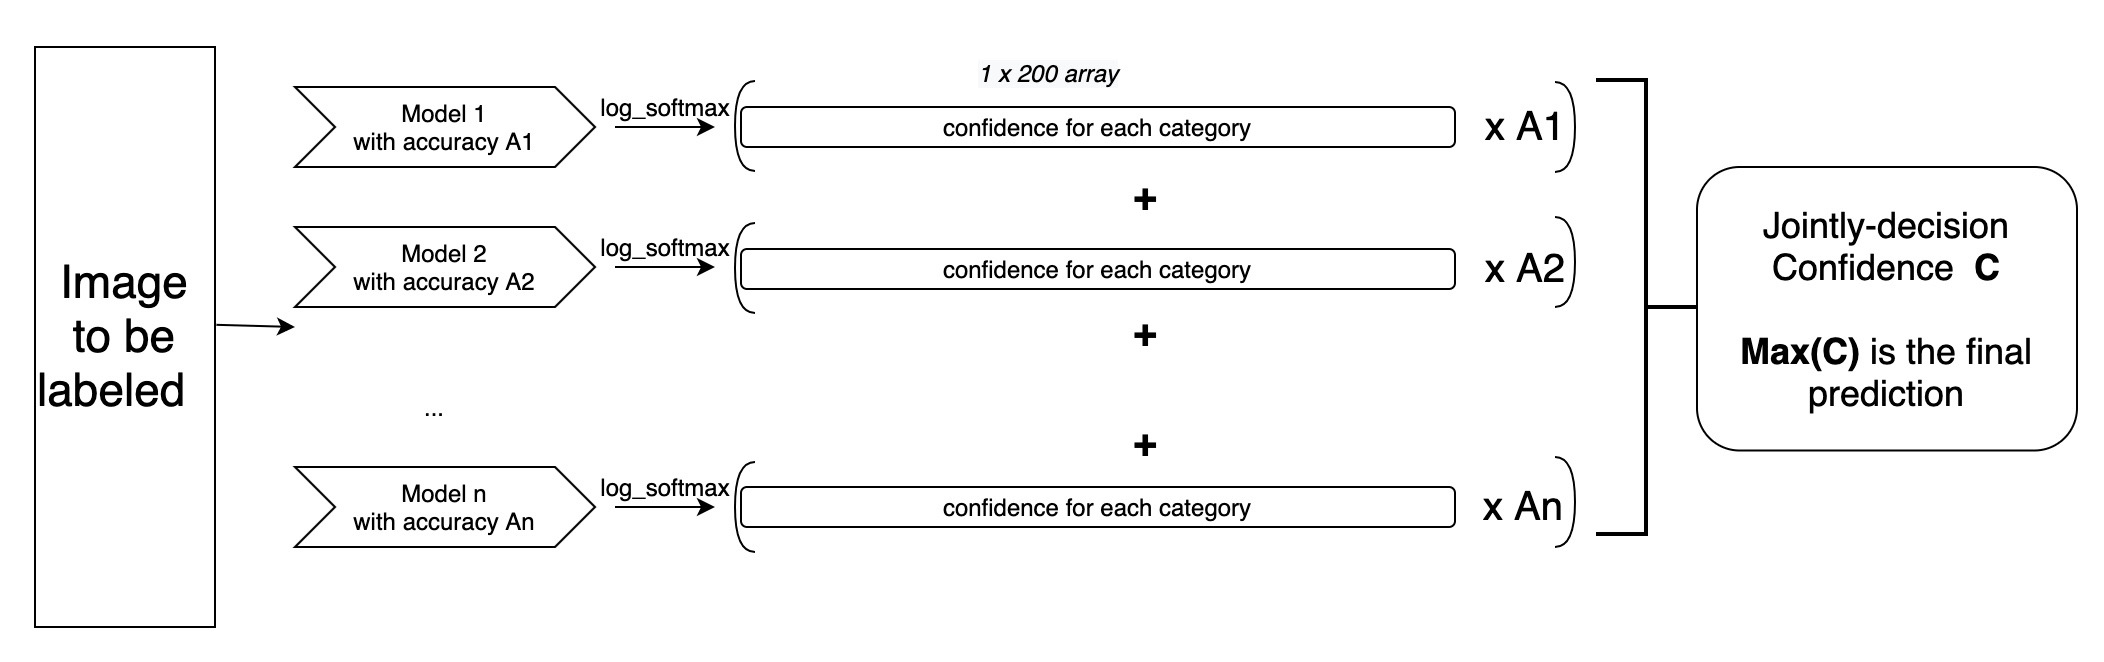 Image
to be
labeled
1 x 200 array
Model 1
with accuracy A1
log_softmax
confidence for each category
x A1
+
Model 2
with accuracy A2
log_softmax
confidence for each category
x A2
+
...
+
Model n
with accuracy An
log_softmax
confidence for each category
x An
Jointly-decision
Confidence C
Max(C) is the final
prediction